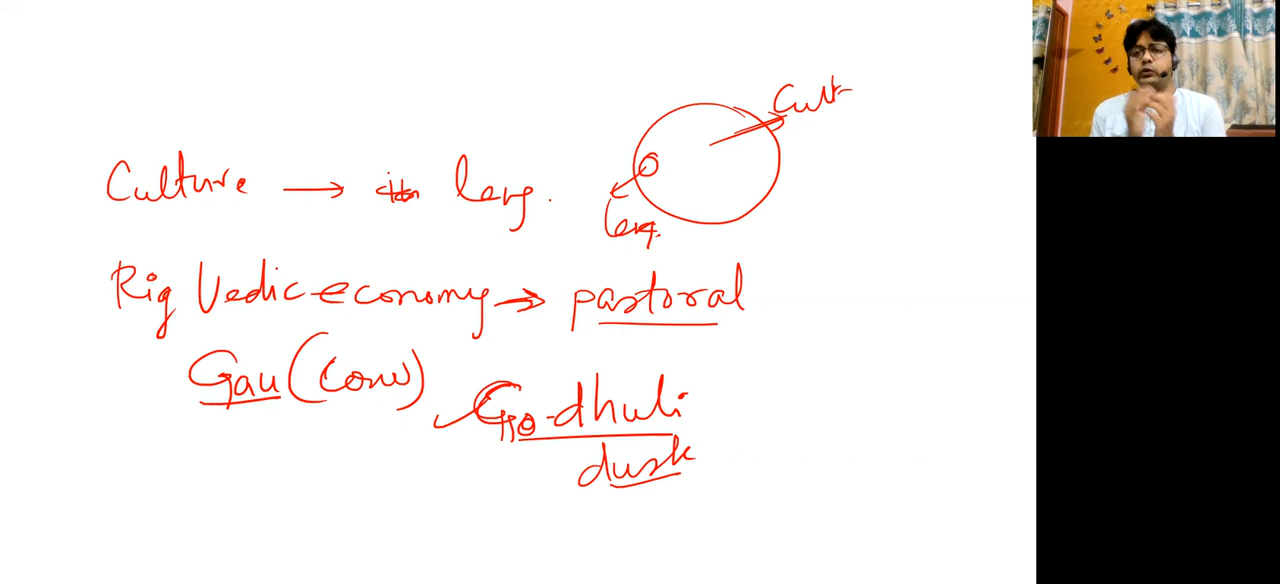 Cult
Culture → lang.
lang.
Rig Vedic economy → pastoral
Gau (Cow)
Go-dhuli
dusk